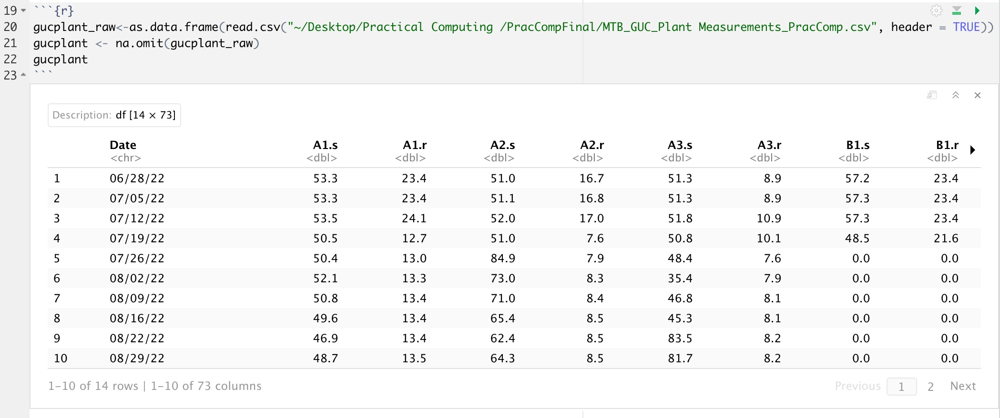 19 ```{r}
20 gucplant_raw<-as.data.frame(read.csv("~/Desktop/Practical Computing /PracCompFinal/MTB_GUC_Plant Measurements_PracComp.csv", header = TRUE))
21 gucplant <- na.omit(gucplant_raw)
22 gucplant
23 ```
Description: df [14 × 73]
Date A1.s A1.r A2.s A2.r A3.s A3.r B1.s B1.r
<chr> <dbl> <dbl> <dbl> <dbl> <dbl> <dbl> <dbl> <dbl>
1 06/28/22 53.3 23.4 51.0 16.7 51.3 8.9 57.2 23.4
2 07/05/22 53.3 23.4 51.1 16.8 51.3 8.9 57.3 23.4
3 07/12/22 53.5 24.1 52.0 17.0 51.8 10.9 57.3 23.4
4 07/19/22 50.5 12.7 51.0 7.6 50.8 10.1 48.5 21.6
5 07/26/22 50.4 13.0 84.9 7.9 48.4 7.6 0.0 0.0
6 08/02/22 52.1 13.3 73.0 8.3 35.4 7.9 0.0 0.0
7 08/09/22 50.8 13.4 71.0 8.4 46.8 8.1 0.0 0.0
8 08/16/22 49.6 13.4 65.4 8.5 45.3 8.1 0.0 0.0
9 08/22/22 46.9 13.4 62.4 8.5 83.5 8.2 0.0 0.0
10 08/29/22 48.7 13.5 64.3 8.5 81.7 8.2 0.0 0.0
1-10 of 14 rows | 1-10 of 73 columns Previous 1 2 Next